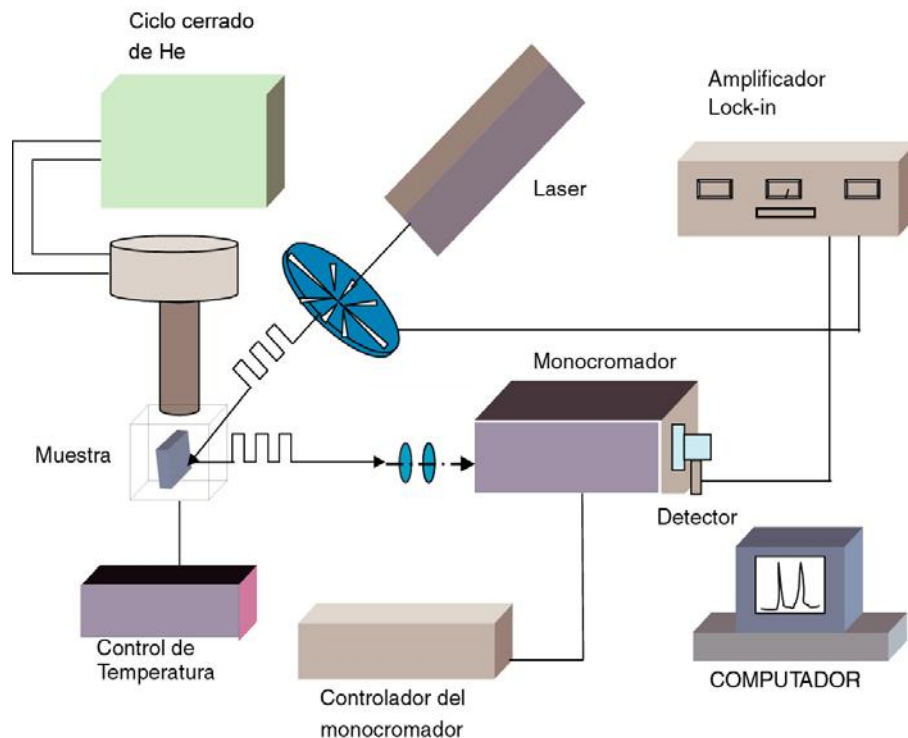 Ciclo cerrado
de He
Amplificador
Lock-in
Laser
Monocromador
Muestra
Detector
Control de
Temperatura
Controlador del
monocromador
COMPUTADOR